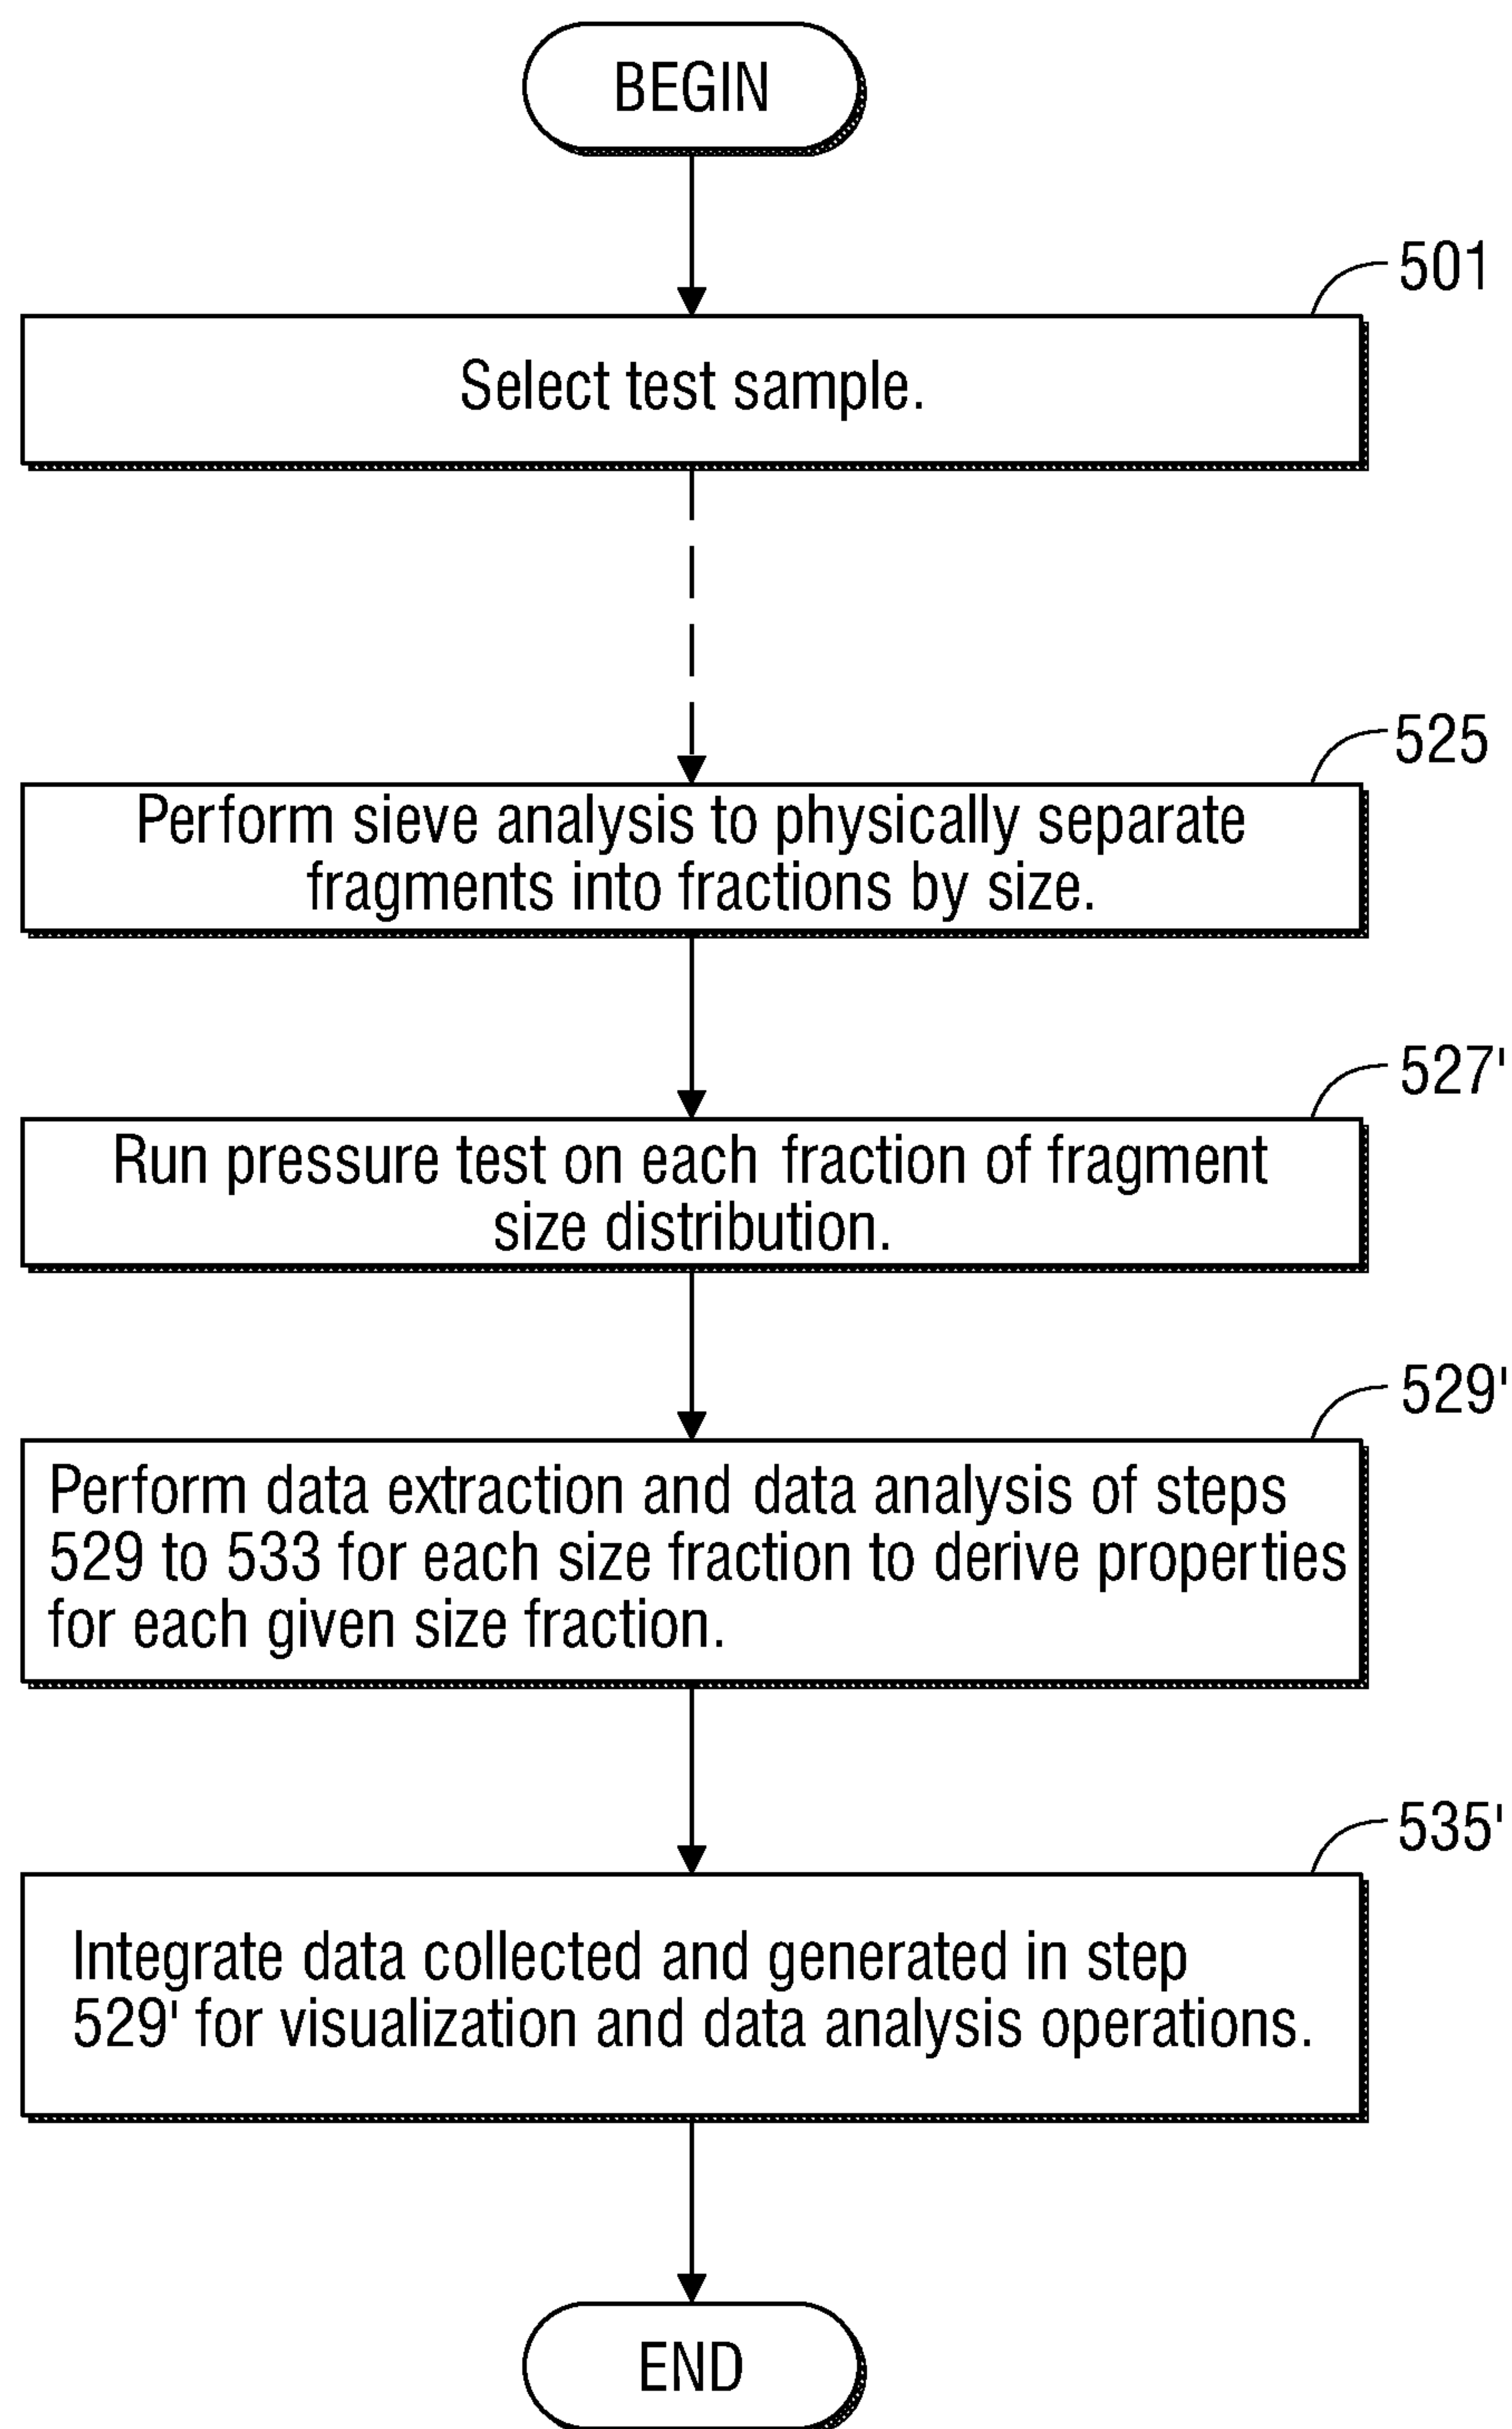 BEGIN
501
Select test sample.
525
Perform sieve analysis to physically separate
fragments into fractions by size.
527'
Run pressure test on each fraction of fragment
size distribution.
529'
Perform data extraction and data analysis of steps
529 to 533 for each size fraction to derive properties
for each given size fraction.
535'
Integrate data collected and generated in step
529' for visualization and data analysis operations.
END